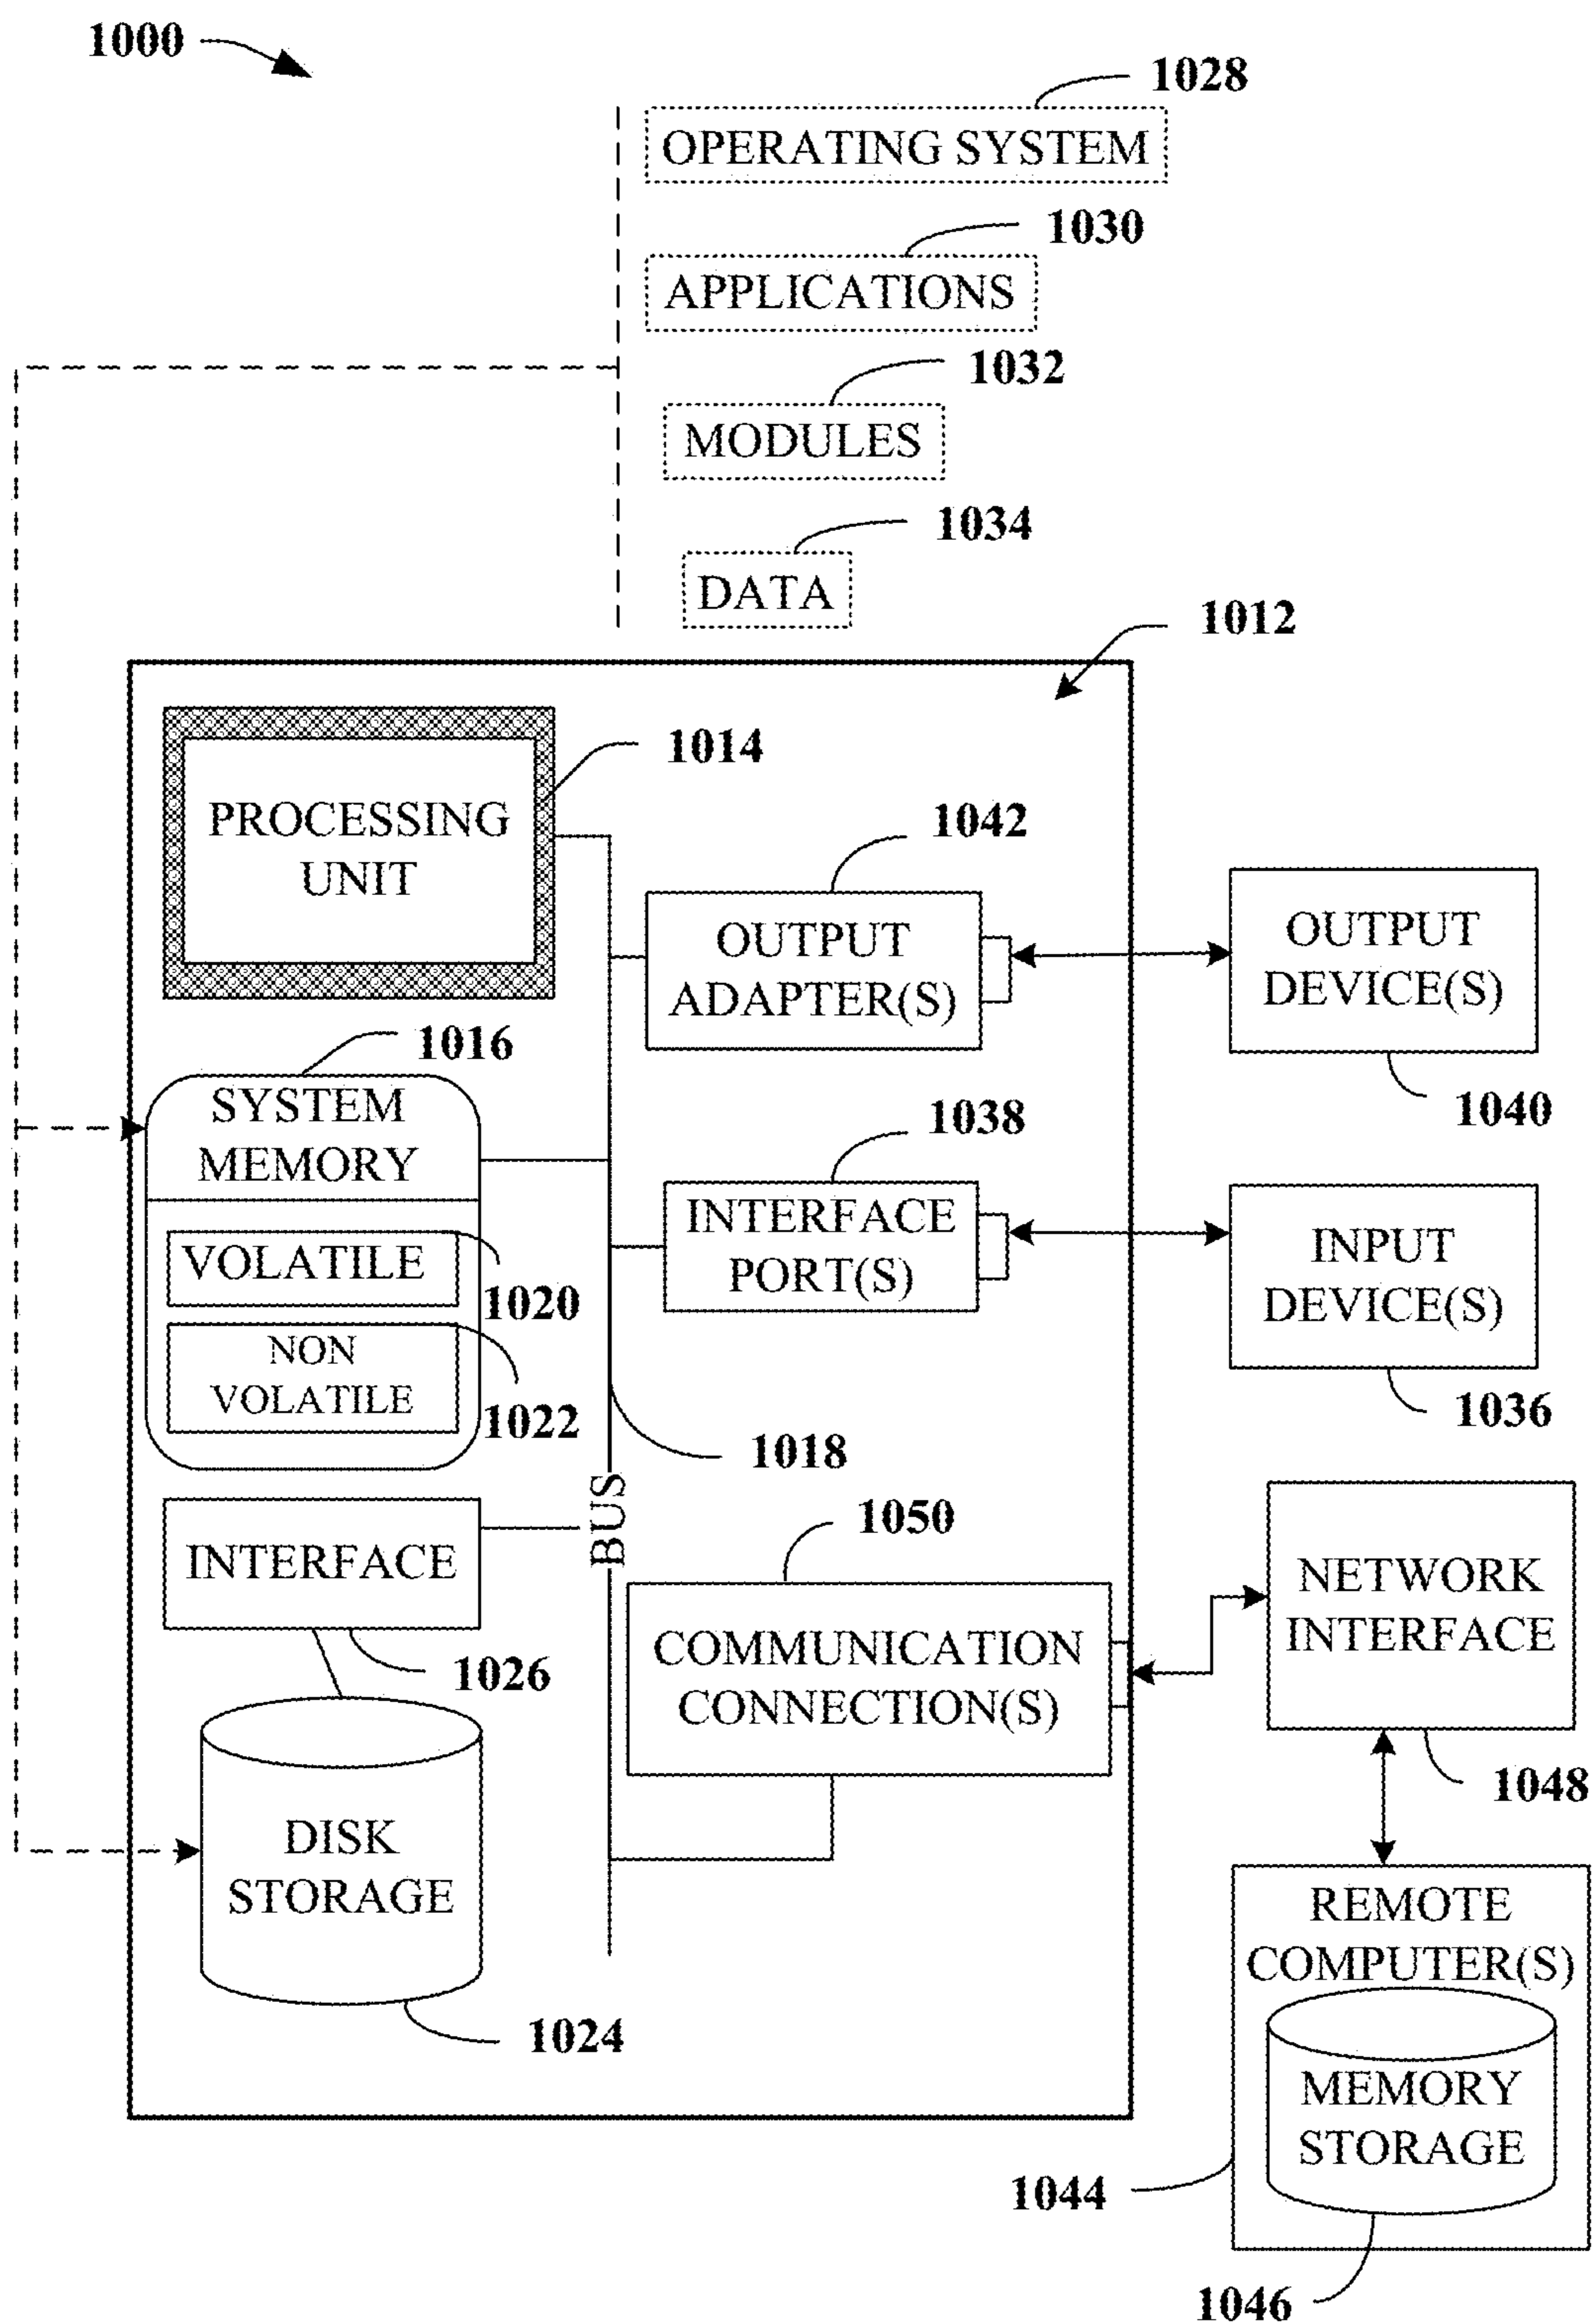 1000
1028
OPERATING SYSTEM
1030
APPLICATIONS
1032
MODULES
1034
DATA
1012
1014
PROCESSING
UNIT
1042
OUTPUT
ADAPTER(S)
OUTPUT
DEVICE(S)
1040
1016
SYSTEM
MEMORY
VOLATILE
1020
NON
VOLATILE
1022
1038
INTERFACE
PORT(S)
INPUT
DEVICE(S)
1036
1018
BUS
INTERFACE
1026
1050
COMMUNICATION
CONNECTION(S)
NETWORK
INTERFACE
1048
DISK
STORAGE
1024
REMOTE
COMPUTER(S)
MEMORY
STORAGE
1044
1046